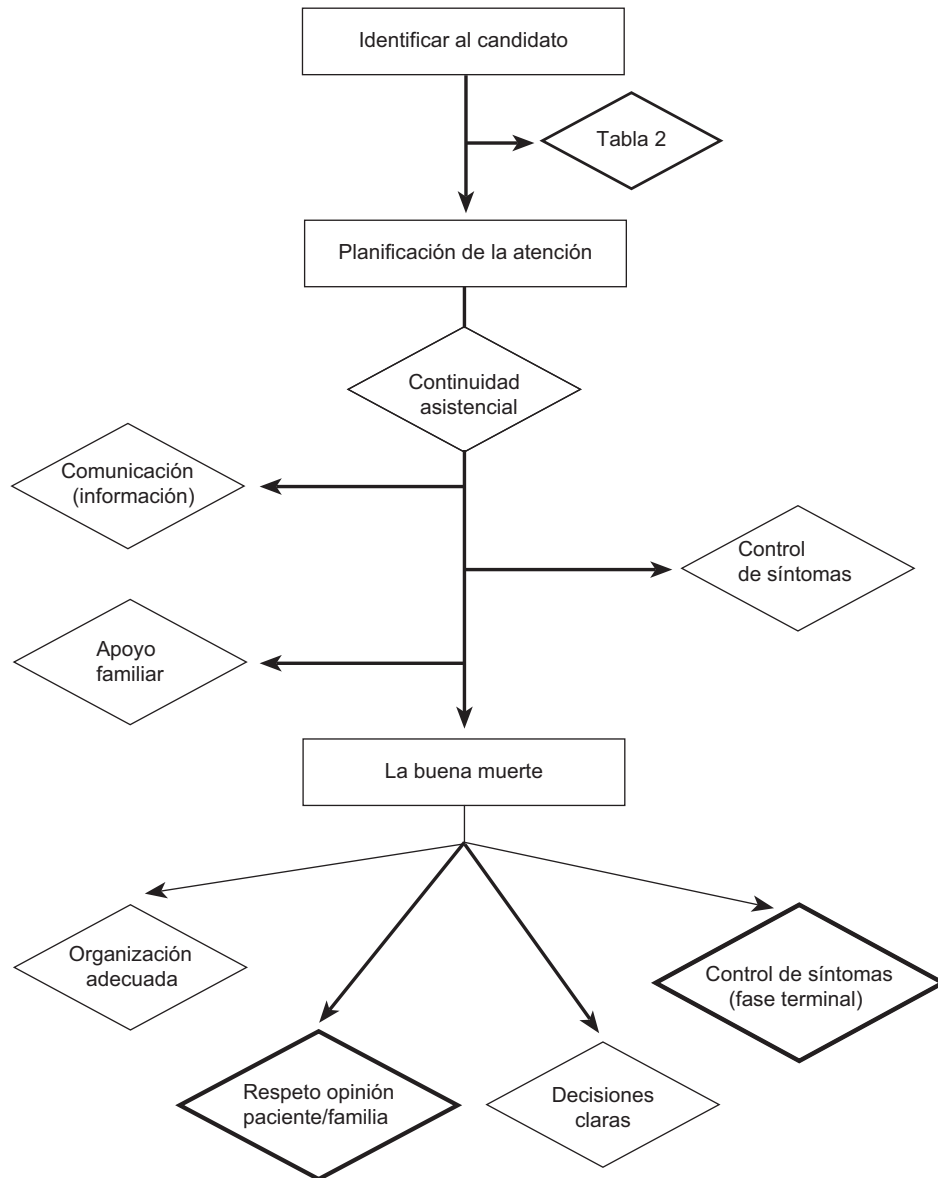 Identificar al candidato
Tabla 2
Planificación de la atención
Continuidad
asistencial
Comunicación
(información)
Control
de síntomas
Apoyo
familiar
La buena muerte
Organización
adecuada
Control de síntomas
(fase terminal)
Respeto opinión
paciente/familia
Decisiones
claras